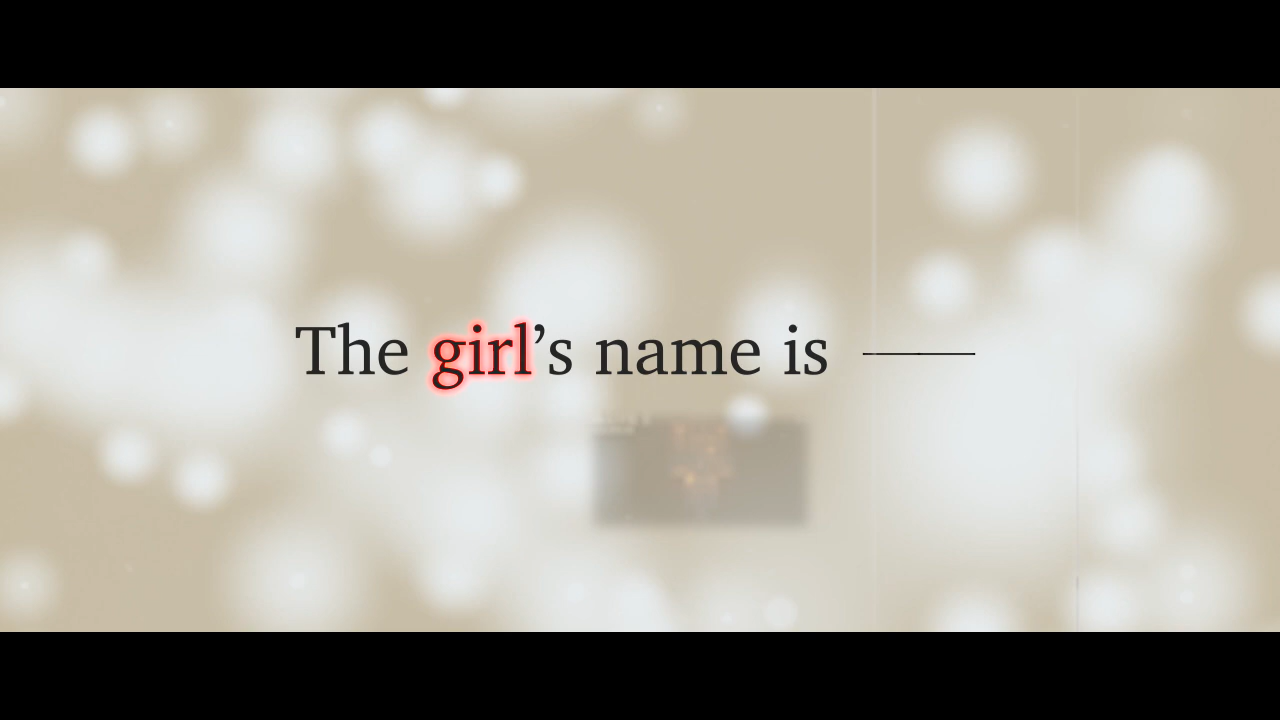 The girl’s name is ——